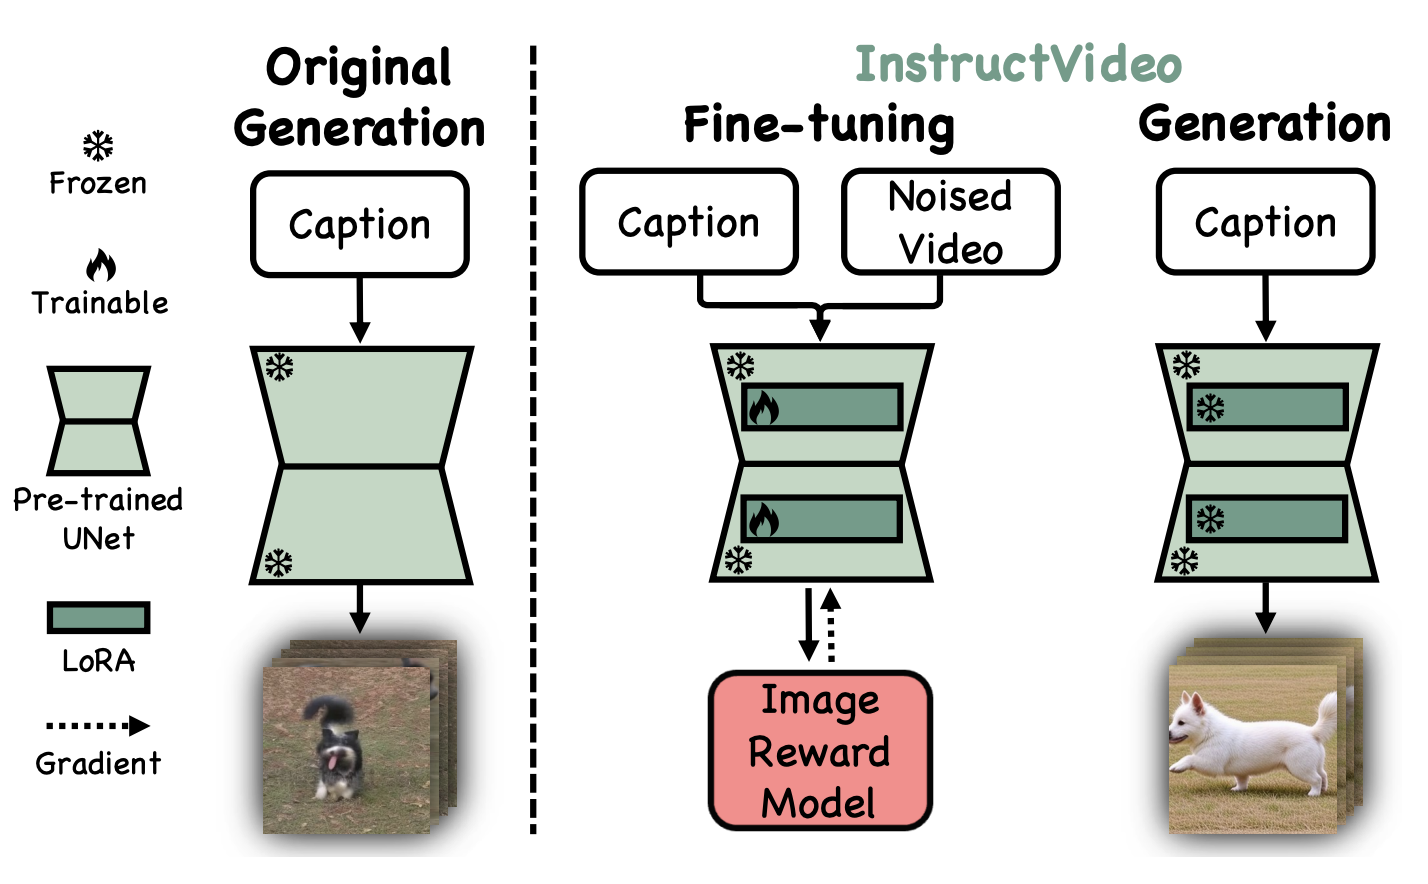 Original
Generation
InstructVideo
Fine-tuning
Generation
Frozen
Trainable
Pre-trained
UNet
LoRA
Gradient
Caption
Caption
Noised
Video
Image
Reward
Model
Caption